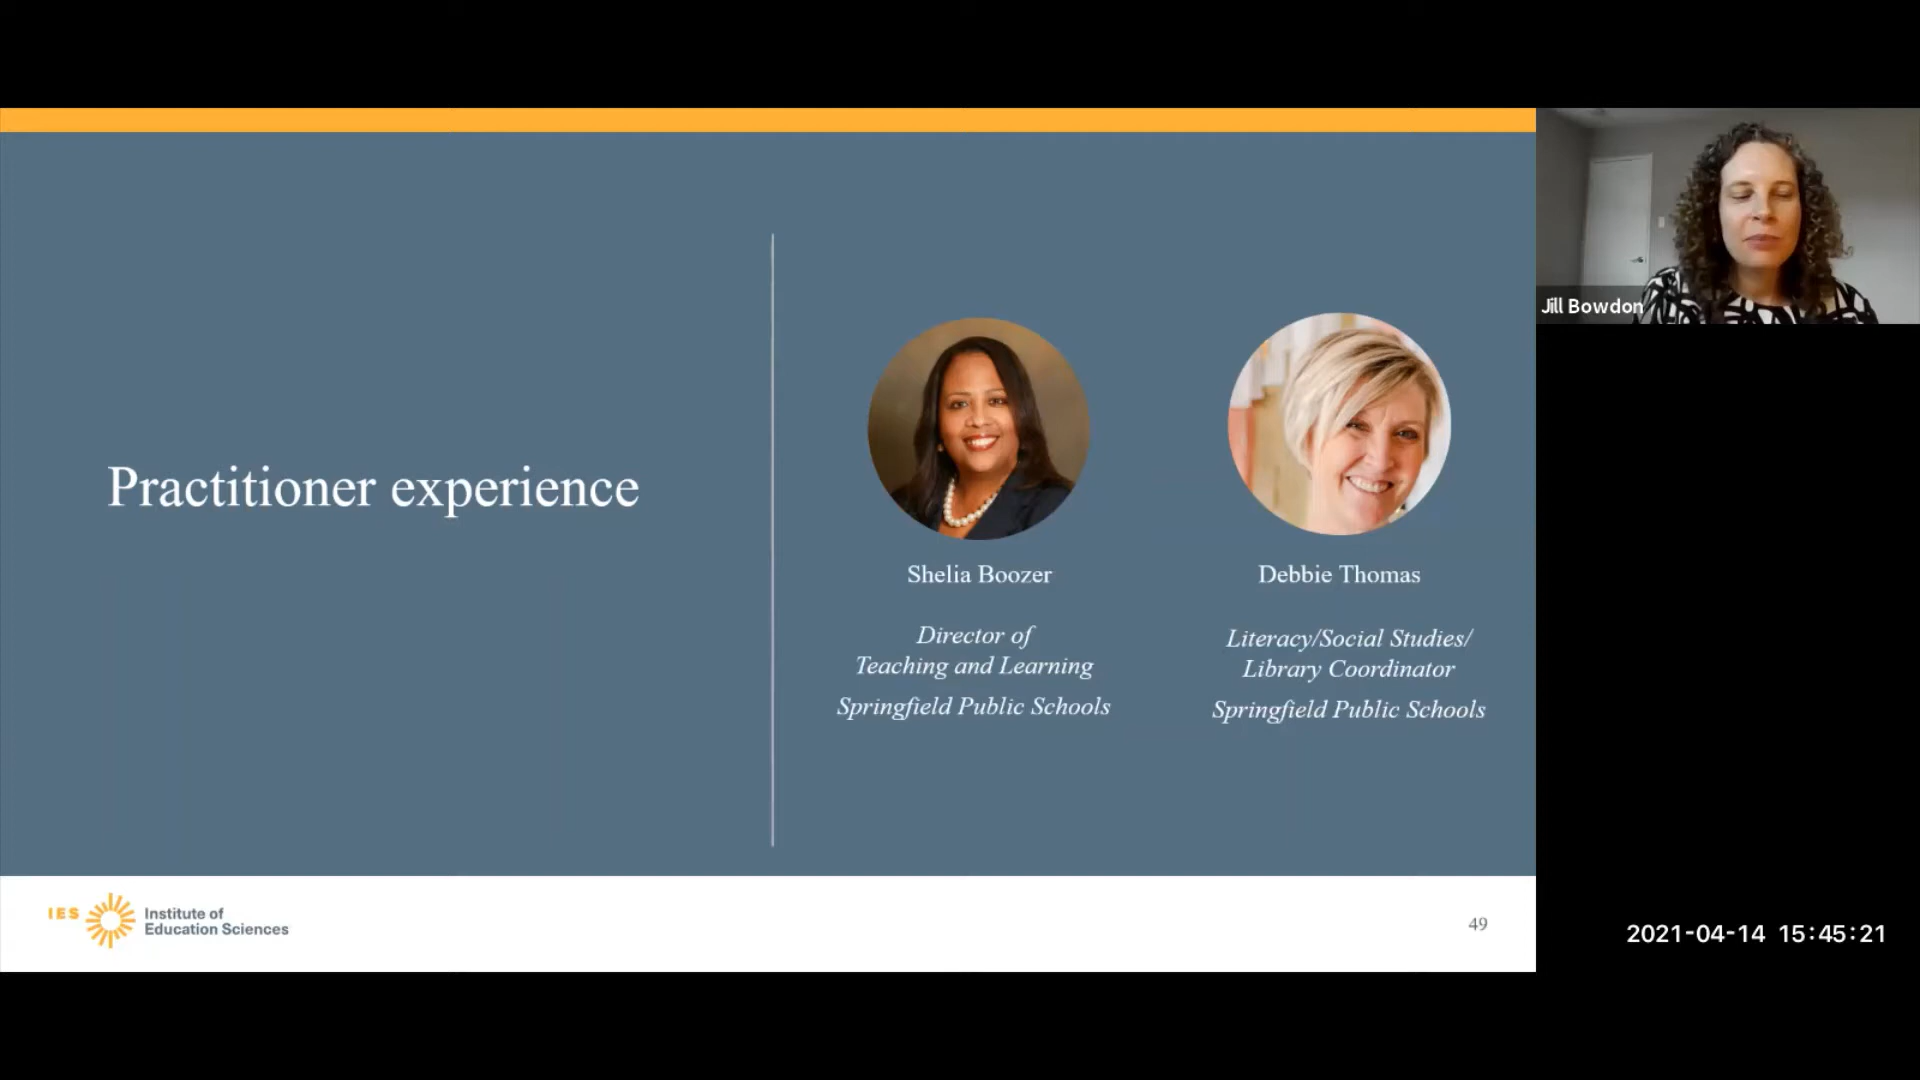 Practitioner experience
Shelia Boozer
Director of
Teaching and Learning
Springfield Public Schools
Debbie Thomas
Literacy/Social Studies/
Library Coordinator
Springfield Public Schools
Jill Bowdon
IES
Institute of
Education Sciences
49
2021-04-14 15:45:21